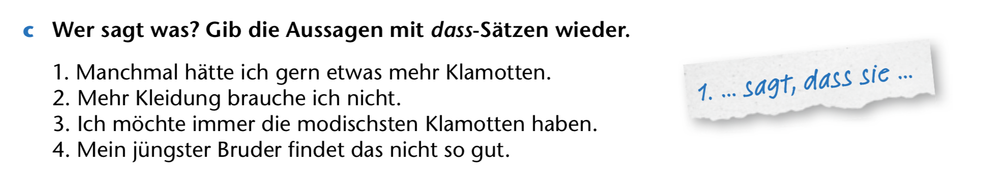 c Wer sagt was? Gib die Aussagen mit dass-Sätzen wieder.
1. Manchmal hätte ich gern etwas mehr Klamotten.
2. Mehr Kleidung brauche ich nicht.
3. Ich möchte immer die modischsten Klamotten haben.
4. Mein jüngster Bruder findet das nicht so gut.
1. ... sagt, dass sie ...